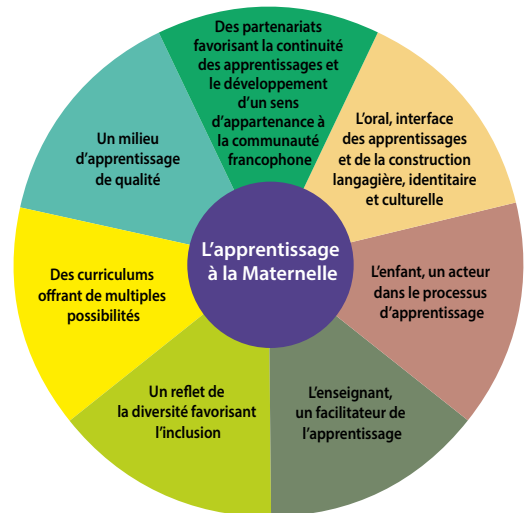 Des partenariats
favorisant la continuité
des apprentissages et
le développement
d'un sens
d'appartenance à
la communauté
francophone
L'oral, interface
des apprentissages
et de la construction
langagière, identitaire
et culturelle
L'enfant, un acteur
dans le processus
d'apprentissage
L'enseignant,
un facilitateur de
l'apprentissage
Un reflet de
la diversité favorisant
l'inclusion
Des curriculums
offrant de multiples
possibilités
Un milieu
d'apprentissage
de qualité
L'apprentissage
à la Maternelle